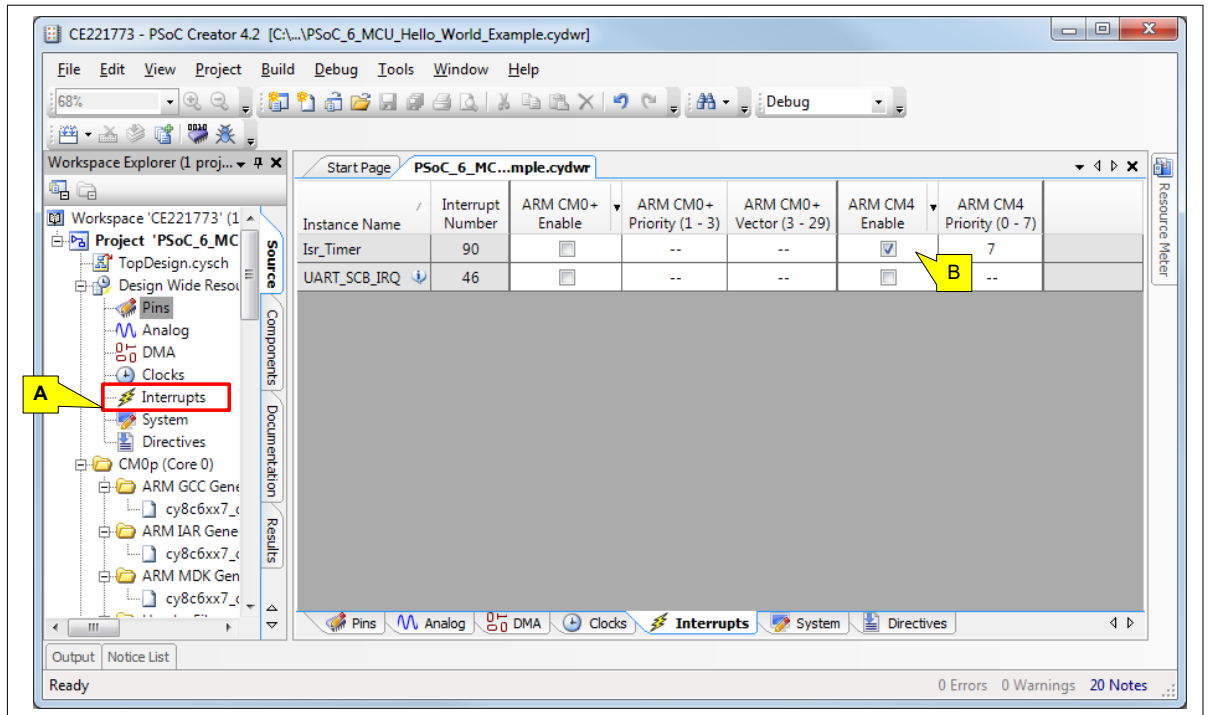 CE221773 - PSoC Creator 4.2 [C:\...\PSoC_6_MCU_Hello_World_Example.cydwr]
File Edit View Project Build Debug Tools Window Help
68%
Debug
Workspace Explorer (1 proj...
Start Page
PSoC_6_MC...mple.cydwr
Workspace 'CE221773' (1
Project 'PSoC_6_MC
TopDesign.cysch
Design Wide Resou
Pins
Analog
DMA
Clocks
A
Interrupts
System
Directives
CM0p (Core 0)
ARM GCC Gene
cy8c6xx7_c
ARM IAR Gene
cy8c6xx7_c
ARM MDK Gen
cy8c6xx7_c
Source
Components
Documentation
Results
Instance Name Interrupt Number ARM CM0+ Enable ARM CM0+ Priority (1 - 3) ARM CM0+ Vector (3 - 29) ARM CM4 Enable ARM CM4 Priority (0 - 7)
Isr_Timer 90 -- -- 7
UART_SCB_IRQ 46 -- -- --
B
Resource Meter
Pins Analog DMA Clocks Interrupts System Directives
Output Notice List
Ready 0 Errors 0 Warnings 20 Notes